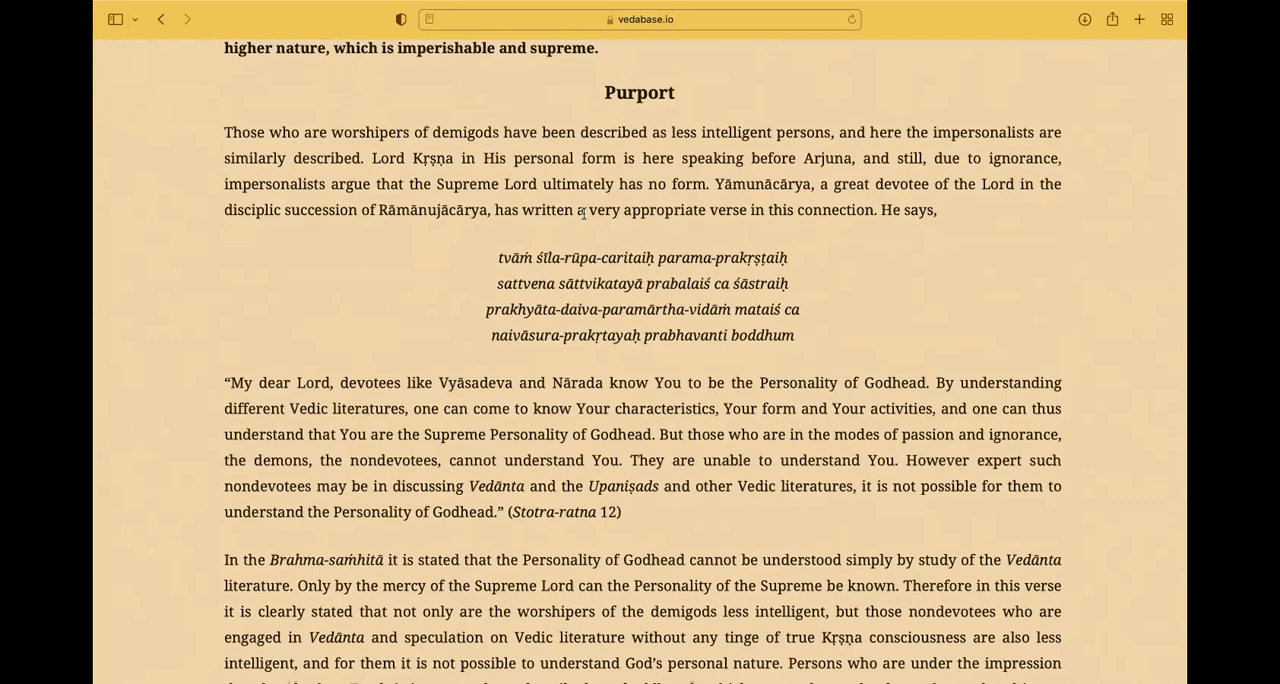 vedabase.io
higher nature, which is imperishable and supreme.
Purport
Those who are worshipers of demigods have been described as less intelligent persons, and here the impersonalists are
similarly described. Lord Kṛṣṇa in His personal form is here speaking before Arjuna, and still, due to ignorance,
impersonalists argue that the Supreme Lord ultimately has no form. Yāmunācārya, a great devotee of the Lord in the
disciplic succession of Rāmānujācārya, has written a very appropriate verse in this connection. He says,
tvāṁ śīla-rūpa-caritaiḥ parama-prakṛṣṭaiḥ
sattvena sāttvikatayā prabalaiś ca śāstraiḥ
prakhyāta-daiva-paramārtha-vidāṁ mataiś ca
naivāsura-prakṛtayaḥ prabhavanti boddhum
“My dear Lord, devotees like Vyāsadeva and Nārada know You to be the Personality of Godhead. By understanding
different Vedic literatures, one can come to know Your characteristics, Your form and Your activities, and one can thus
understand that You are the Supreme Personality of Godhead. But those who are in the modes of passion and ignorance,
the demons, the nondevotees, cannot understand You. They are unable to understand You. However expert such
nondevotees may be in discussing Vedānta and the Upaniṣads and other Vedic literatures, it is not possible for them to
understand the Personality of Godhead.” (Stotra-ratna 12)
In the Brahma-saṁhitā it is stated that the Personality of Godhead cannot be understood simply by study of the Vedānta
literature. Only by the mercy of the Supreme Lord can the Personality of the Supreme be known. Therefore in this verse
it is clearly stated that not only are the worshipers of the demigods less intelligent, but those nondevotees who are
engaged in Vedānta and speculation on Vedic literature without any tinge of true Kṛṣṇa consciousness are also less
intelligent, and for them it is not possible to understand God’s personal nature. Persons who are under the impression